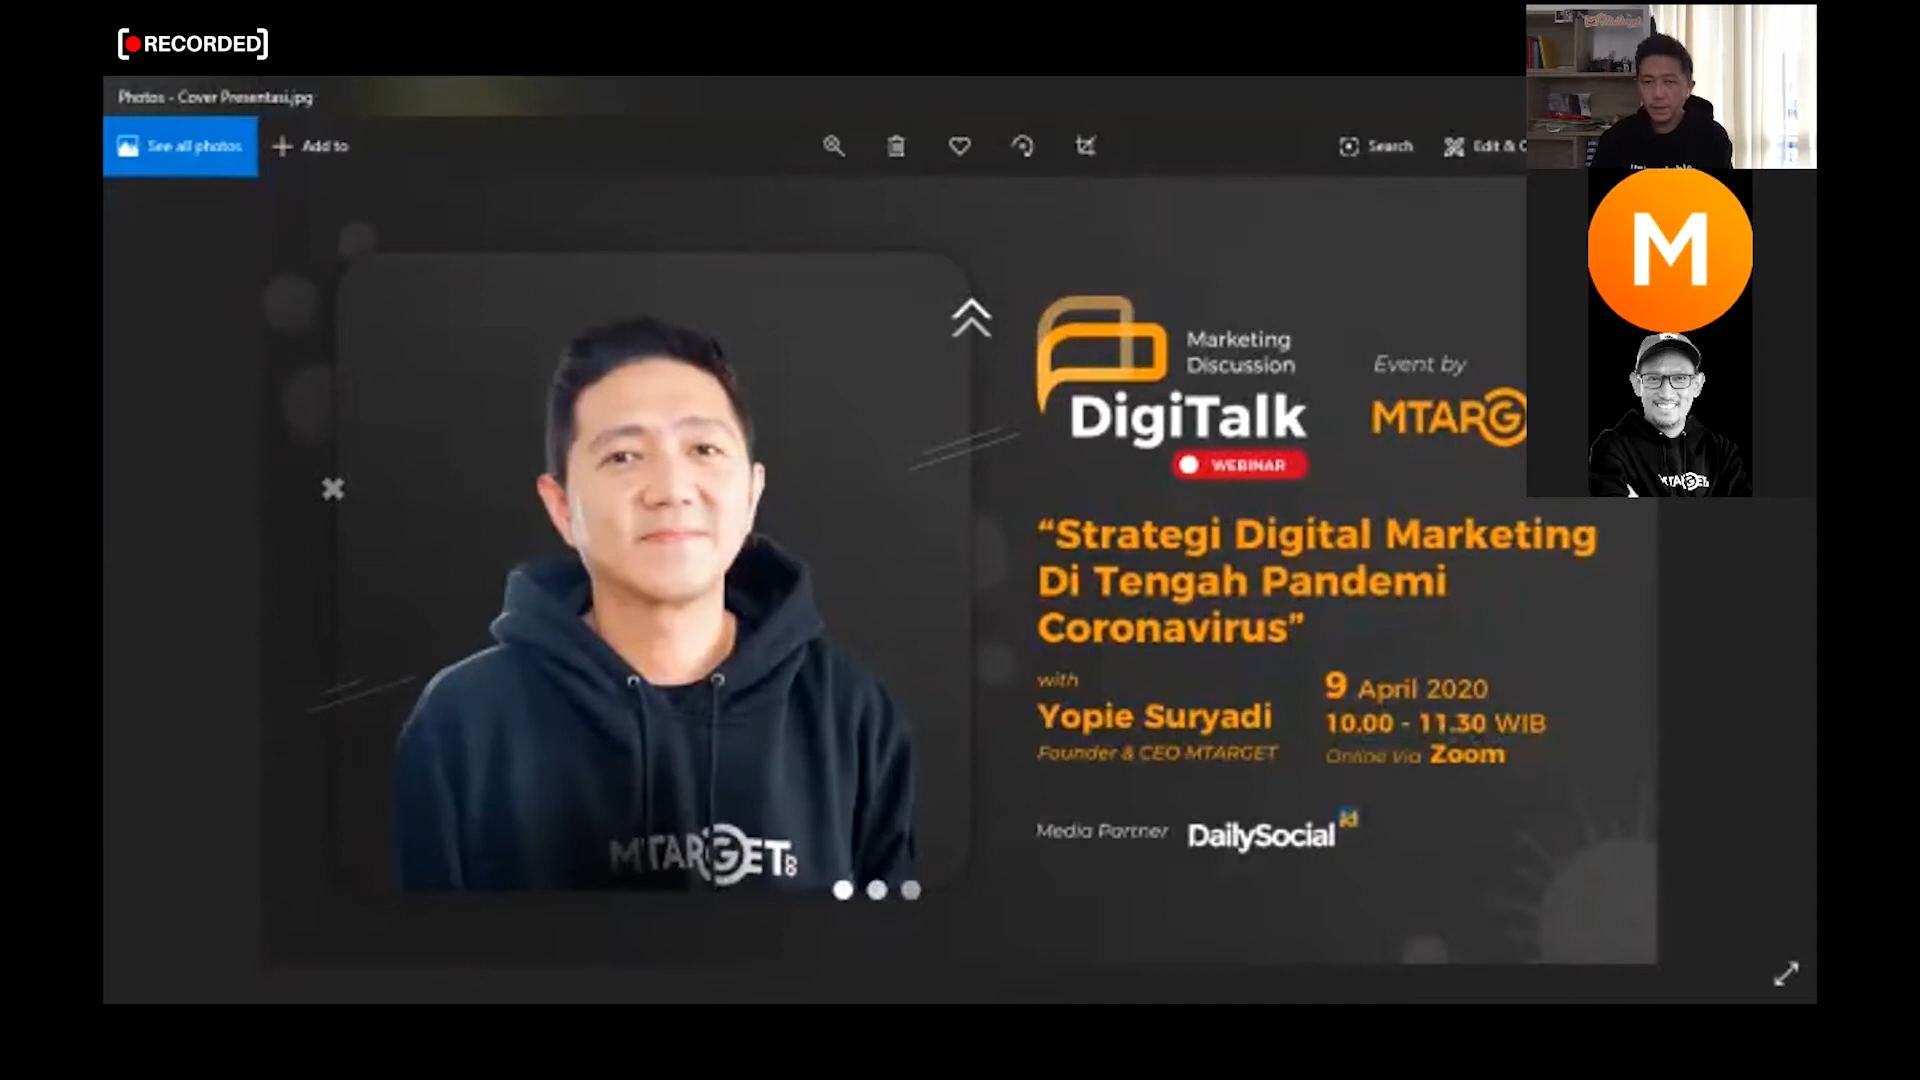 [RECORDED]
Photos - Cover Presentasi.jpg
See all photos
Add to
Search
Edit & C
M
Marketing
Discussion
DigiTalk
WEBINAR
Event by
MTARG
“Strategi Digital Marketing
Di Tengah Pandemi
Coronavirus”
with
Yopie Suryadi
Founder & CEO MTARGET
9 April 2020
10.00 - 11.30 WIB
Online Via Zoom
Media Partner
DailySocial id
MTARGET
MTARGET